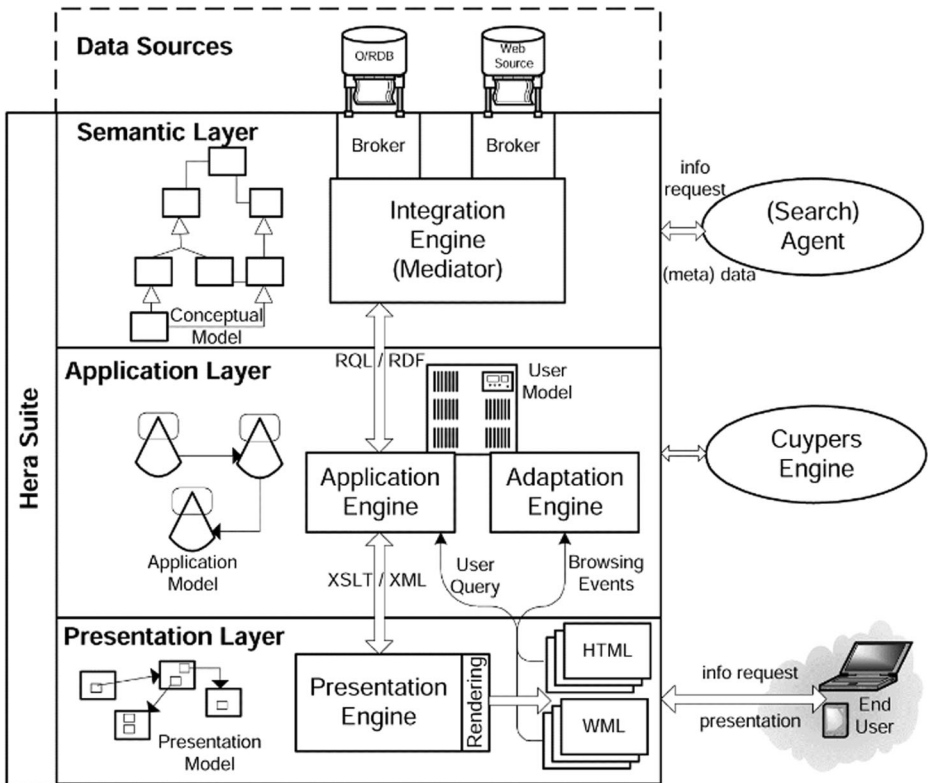 Data Sources
O/RDB
Web
Source
Hera Suite
Semantic Layer
Broker
Broker
Integration
Engine
(Mediator)
Conceptual
Model
info
request
(Search)
Agent
(meta) data
RQL / RDF
Application Layer
User
Model
Application
Engine
Adaptation
Engine
Cuypers
Engine
Application
Model
XSLT / XML
User
Query
Browsing
Events
Presentation Layer
Presentation
Engine
Rendering
HTML
WML
Presentation
Model
info request
presentation
End
User